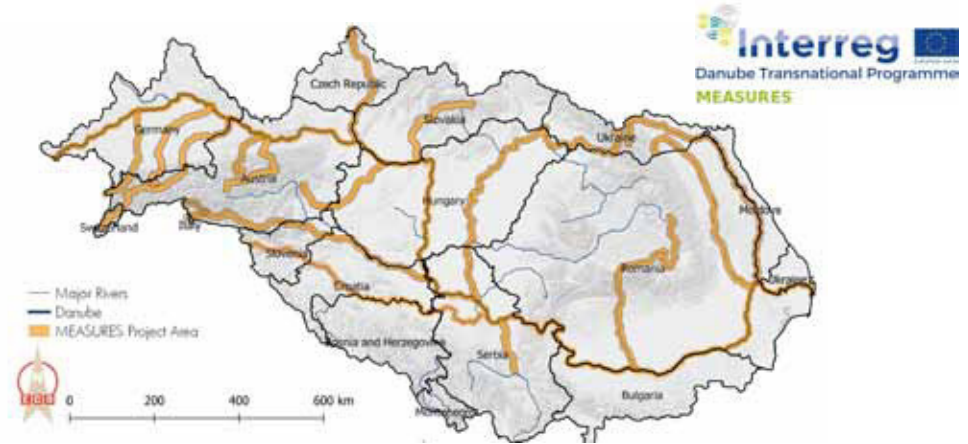 Interreg
Danube Transnational Programme
MEASURES
Czech Republic
Germany
Slovakia
Ukraine
Austria
Hungary
Moldova
Switzerland
Italy
Slovenia
Romania
Ukraine
Croatia
Major Rivers
Danube
MEASURES Project Area
Bosnia and Herzegovina
Serbia
Bulgaria
Montenegro
0 200 400 600 km